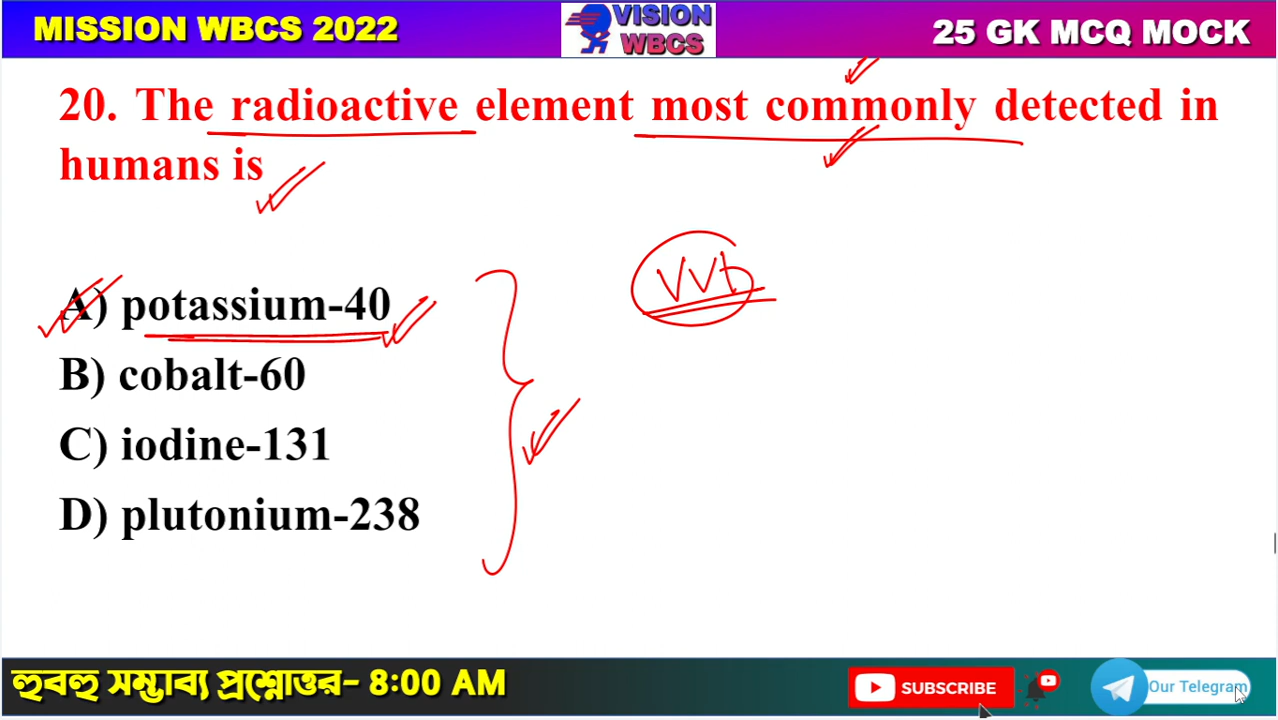 MISSION WBCS 2022
VISION
WBCS
25 GK MCQ MOCK
20. The radioactive element most commonly detected in
humans is
A) potassium-40
B) cobalt-60
C) iodine-131
D) plutonium-238
হুবহু সম্ভাব্য প্রশ্নোত্তর- 8:00 AM
SUBSCRIBE
Our Telegram